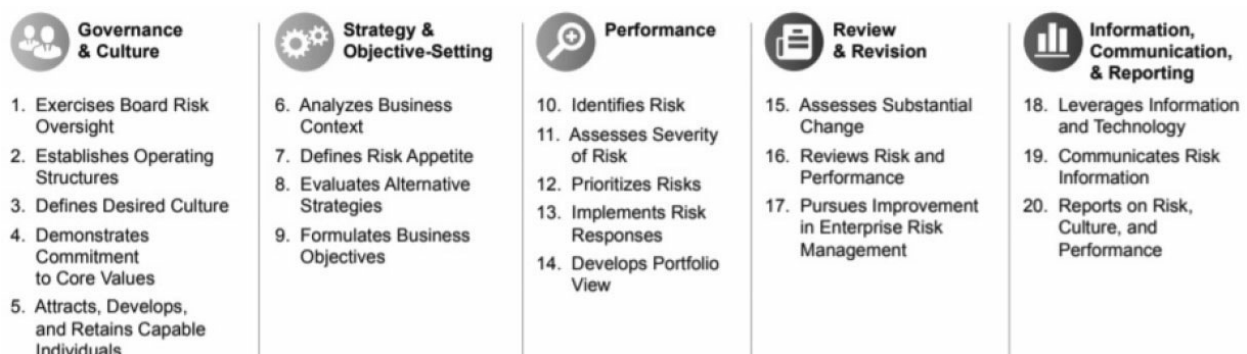 Governance
& Culture
1. Exercises Board Risk
Oversight
2. Establishes Operating
Structures
3. Defines Desired Culture
4. Demonstrates
Commitment
to Core Values
5. Attracts, Develops,
and Retains Capable
Individuals
Strategy &
Objective-Setting
6. Analyzes Business
Context
7. Defines Risk Appetite
8. Evaluates Alternative
Strategies
9. Formulates Business
Objectives
Performance
10. Identifies Risk
11. Assesses Severity
of Risk
12. Prioritizes Risks
13. Implements Risk
Responses
14. Develops Portfolio
View
Review
& Revision
15. Assesses Substantial
Change
16. Reviews Risk and
Performance
17. Pursues Improvement
in Enterprise Risk
Management
Information,
Communication,
& Reporting
18. Leverages Information
and Technology
19. Communicates Risk
Information
20. Reports on Risk,
Culture, and
Performance